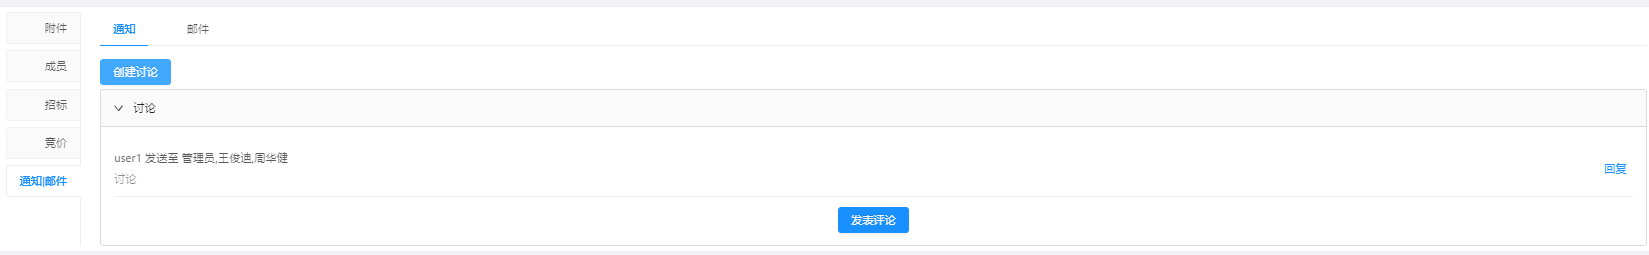 附件
成员
招标
竞价
通知|邮件
通知
邮件
创建讨论
讨论
user1 发送至 管理员,王俊迪,周华健
讨论
回复
发表评论